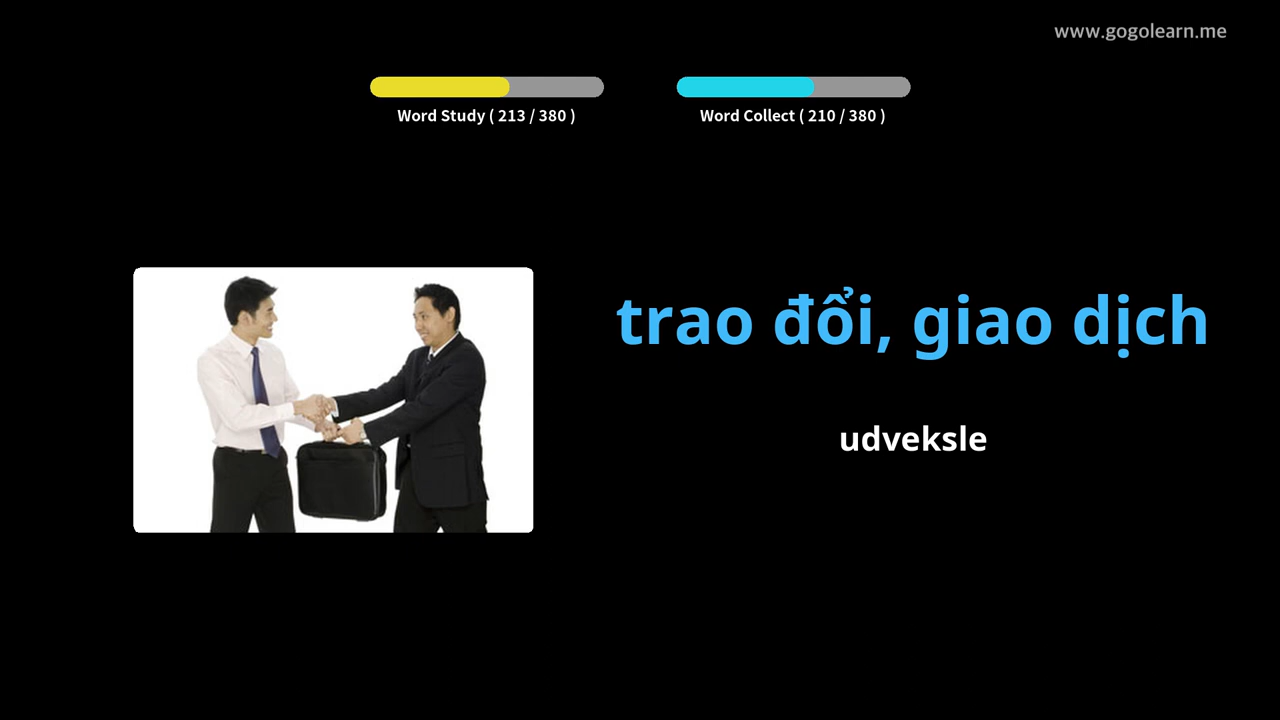 www.gogolearn.me
Word Study ( 213 / 380 )
Word Collect ( 210 / 380 )
trao đổi, giao dịch
udveksle